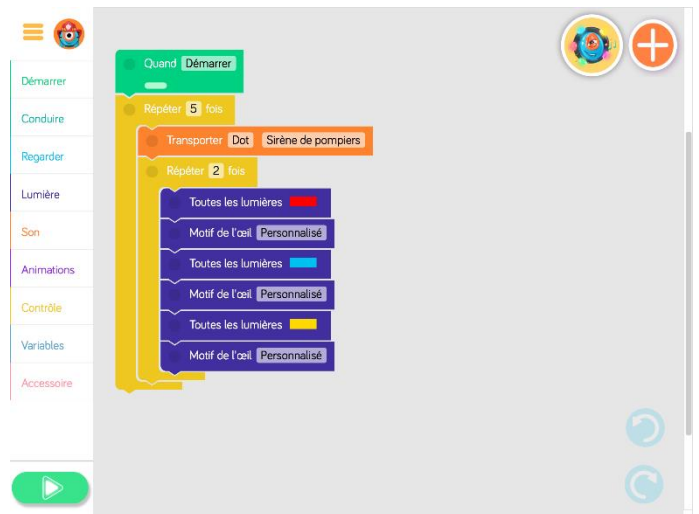 Démarrer
Conduire
Regarder
Lumière
Son
Animations
Contrôle
Variables
Accessoire
Quand Démarrer
Répéter 5 fois
Transporter Dot Sirène de pompiers
Répéter 2 fois
Toutes les lumières
Motif de l'œil Personnalisé
Toutes les lumières
Motif de l'œil Personnalisé
Toutes les lumières
Motif de l'œil Personnalisé